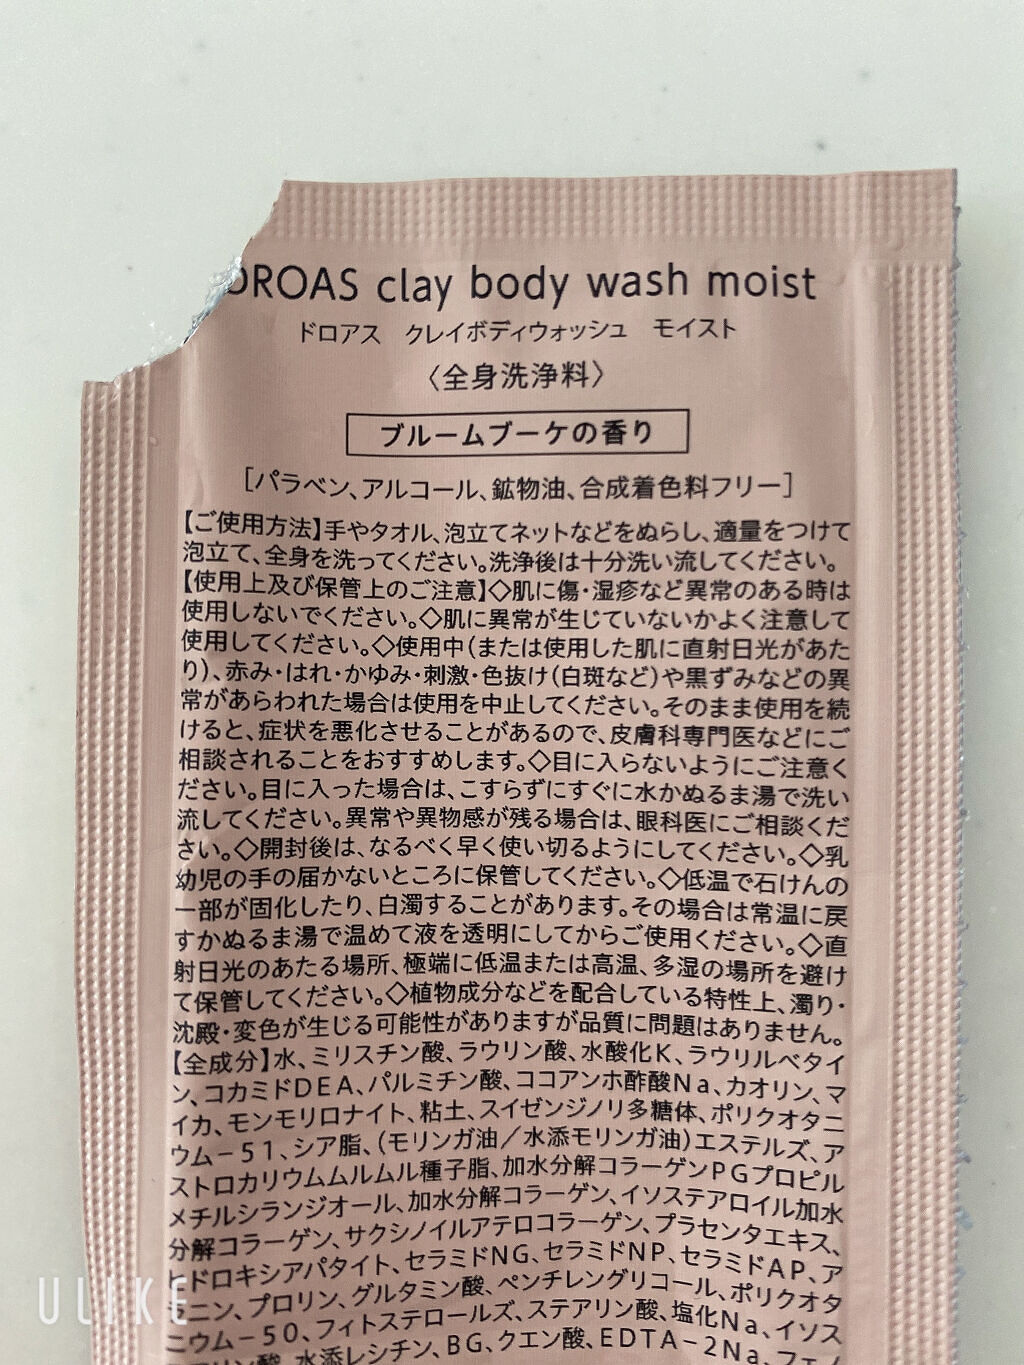 DROAS clay body wash moist
ドロアス クレイボディウォッシュ モイスト
〈全身洗浄料〉
ブルームブーケの香り
［パラベン、アルコール、鉱物油、合成着色料フリー］
【ご使用方法】手やタオル、泡立てネットなどをぬらし、適量をつけて
泡立て、全身を洗ってください。洗浄後は十分洗い流してください。
【使用上及び保管上のご注意】◇肌に傷・湿疹など異常のある時は
使用しないでください。◇肌に異常が生じていないかよく注意して
使用してください。◇使用中(または使用した肌に直射日光があた
り)、赤み・はれ・かゆみ・刺激・色抜け(白斑など)や黒ずみなどの異
常があらわれた場合は使用を中止してください。そのまま使用を続
けると、症状を悪化させることがあるので、皮膚科専門医などにご
相談されることをおすすめします。◇目に入らないようにご注意く
ださい。目に入った場合は、こすらずにすぐに水かぬるま湯で洗い
流してください。異常や異物感が残る場合は、眼科医にご相談くだ
さい。◇開封後は、なるべく早く使い切るようにしてください。◇乳
幼児の手の届かないところに保管してください。◇低温で石けんの
一部が固化したり、白濁することがあります。その場合は常温に戻
すかぬるま湯で温めて液を透明にしてからご使用ください。◇直
射日光のあたる場所、極端に低温または高温、多湿の場所を避け
て保管してください。◇植物成分などを配合している特性上、濁り・
沈殿・変色が生じる可能性がありますが品質に問題はありません。
【全成分】水、ミリスチン酸、ラウリン酸、水酸化K、ラウリルベタイ
ン、コカミドDEA、パルミチン酸、ココアンホ酢酸Na、カオリン、マ
イカ、モンモリロナイト、粘土、スイゼンジノリ多糖体、ポリクオタニ
ウム－51、シア脂、(モリンガ油／水添モリンガ油)エステルズ、ア
ストロカリウムムルムル種子脂、加水分解コラーゲンPGプロピル
メチルシランジオール、加水分解コラーゲン、イソステアロイル加水
分解コラーゲン、サクシノイルアテロコラーゲン、プラセンタエキス、
ヒドロキシアパタイト、セラミドNG、セラミドNP、セラミドAP、ア
ラニン、プロリン、グルタミン酸、ペンチレングリコール、ポリクオタ
ニウム－50、フィトステロールズ、ステアリン酸、塩化Na、イソス
水添レシチン、BG、クエン酸、EDTA－2Na、
ULIKE